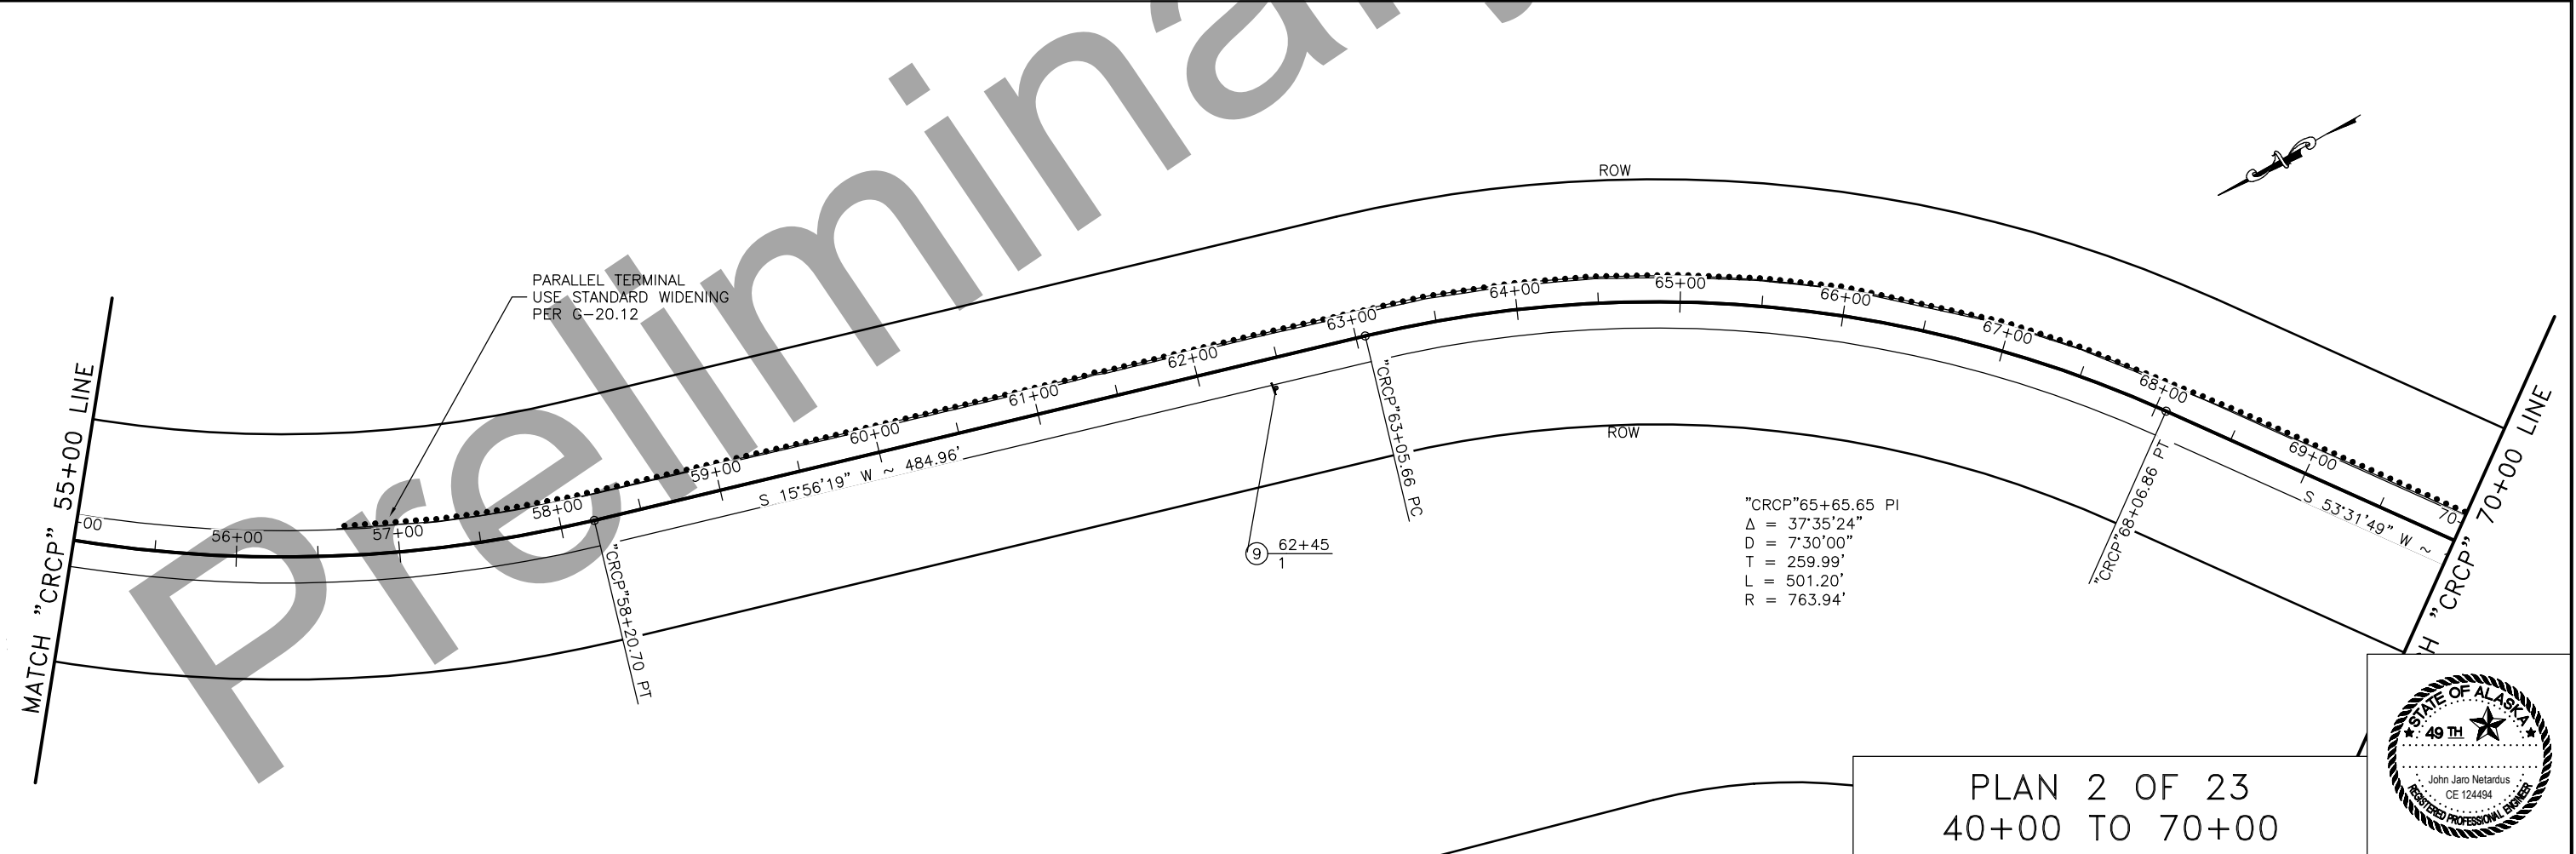 Preliminary
ROW
PARALLEL TERMINAL
USE STANDARD WIDENING
PER G-20.12
MATCH "CRCP" 55+00 LINE
-00
56+00
57+00
58+00
59+00
60+00
61+00
62+00
63+00
64+00
65+00
66+00
67+00
68+00
69+00
70-
S 15°56'19" W ~ 484.96'
S 53°31'49" W ~
"CRCP"58+20.70 PT
"CRCP"63+05.66 PC
"CRCP"68+06.86 PT
ROW
9 62+45
1
"CRCP"65+65.65 PI
Δ = 37°35'24"
D = 7°30'00"
T = 259.99'
L = 501.20'
R = 763.94'
H "CRCP" 70+00 LINE
PLAN 2 OF 23
40+00 TO 70+00
STATE OF ALASKA
49 TH
John Jaro Netardus
CE 124494
REGISTERED PROFESSIONAL ENGINEER